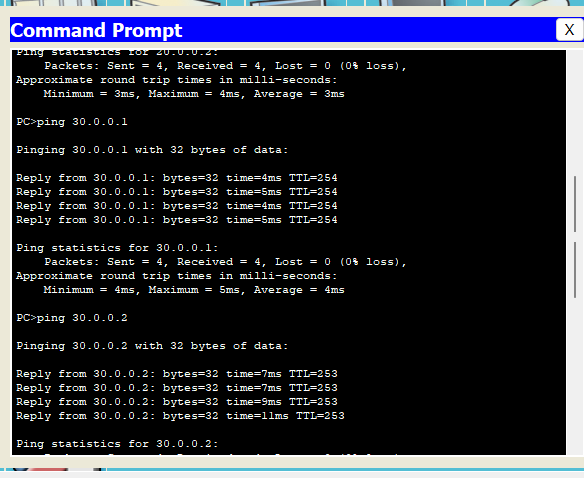 Command Prompt
X
Ping statistics for 20.0.0.2:
Packets: Sent = 4, Received = 4, Lost = 0 (0% loss),
Approximate round trip times in milli-seconds:
Minimum = 3ms, Maximum = 4ms, Average = 3ms
PC>ping 30.0.0.1
Pinging 30.0.0.1 with 32 bytes of data:
Reply from 30.0.0.1: bytes=32 time=4ms TTL=254
Reply from 30.0.0.1: bytes=32 time=5ms TTL=254
Reply from 30.0.0.1: bytes=32 time=4ms TTL=254
Reply from 30.0.0.1: bytes=32 time=5ms TTL=254
Ping statistics for 30.0.0.1:
Packets: Sent = 4, Received = 4, Lost = 0 (0% loss),
Approximate round trip times in milli-seconds:
Minimum = 4ms, Maximum = 5ms, Average = 4ms
PC>ping 30.0.0.2
Pinging 30.0.0.2 with 32 bytes of data:
Reply from 30.0.0.2: bytes=32 time=7ms TTL=253
Reply from 30.0.0.2: bytes=32 time=7ms TTL=253
Reply from 30.0.0.2: bytes=32 time=9ms TTL=253
Reply from 30.0.0.2: bytes=32 time=11ms TTL=253
Ping statistics for 30.0.0.2: